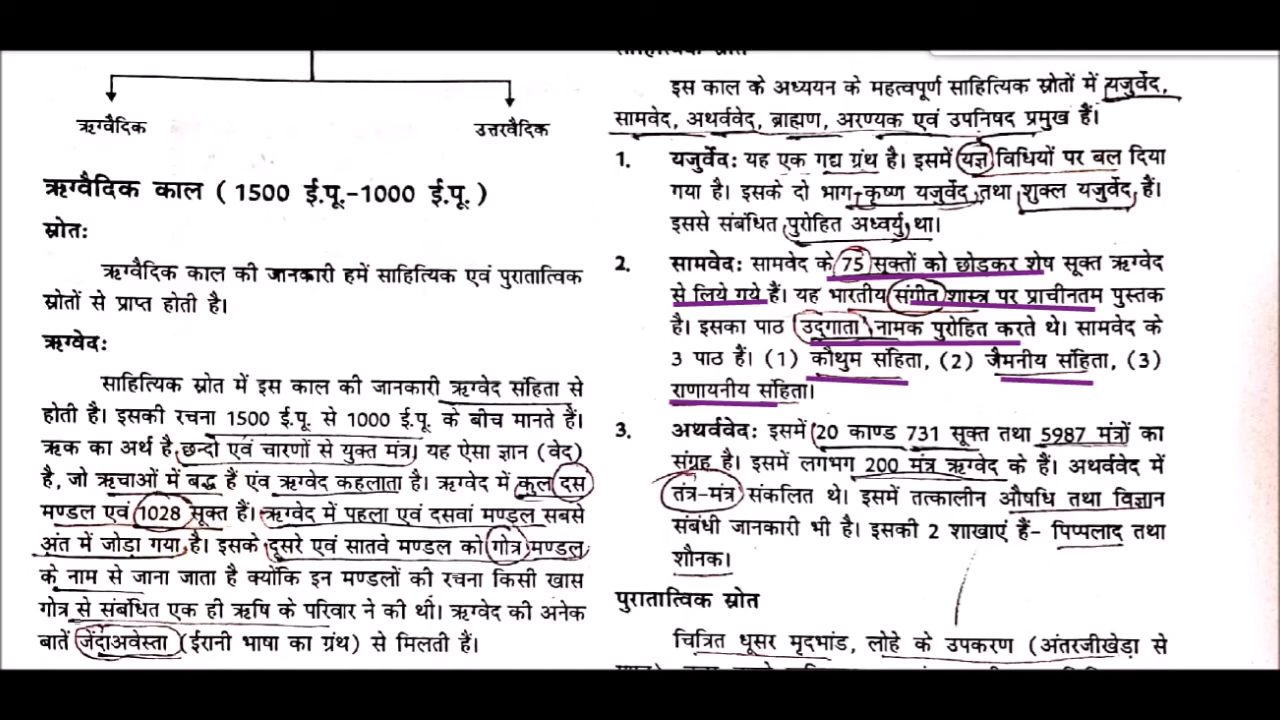 ऋग्वैदिक
उत्तरवैदिक
ऋग्वैदिक काल ( 1500 ई.पू.-1000 ई.पू. )
स्रोत:
ऋग्वैदिक काल की जानकारी हमें साहित्यिक एवं पुरातात्विक
स्रोतों से प्राप्त होती है।
ऋग्वेद:
साहित्यिक स्रोत में इस काल की जानकारी ऋग्वेद संहिता से
होती है। इसकी रचना 1500 ई.पू. से 1000 ई.पू. के बीच मानते हैं।
ऋक का अर्थ है छन्दों एवं चारणों से युक्त मंत्र। यह ऐसा ज्ञान (वेद)
है, जो ऋचाओं में बद्ध हैं एंव ऋग्वेद कहलाता है। ऋग्वेद में कुल दस
मण्डल एवं 1028 सूक्त हैं। ऋग्वेद में पहला एवं दसवां मण्डल सबसे
अंत में जोड़ा गया है। इसके दुसरे एवं सातवे मण्डल को गोत्र मण्डल
के नाम से जाना जाता है क्योंकि इन मण्डलों की रचना किसी खास
गोत्र से संबंधित एक ही ऋषि के परिवार ने की थी। ऋग्वेद की अनेक
बातें जेंदाअवेस्ता (ईरानी भाषा का ग्रंथ) से मिलती हैं।
साहित्यिक स्रोत
इस काल के अध्ययन के महत्वपूर्ण साहित्यिक स्रोतों में यजुर्वेद,
सामवेद, अथर्ववेद, ब्राह्मण, अरण्यक एवं उपनिषद प्रमुख हैं।
1. यजुर्वेद: यह एक गद्य ग्रंथ है। इसमें यज्ञ विधियों पर बल दिया
गया है। इसके दो भाग-कृष्ण यजुर्वेद तथा शुक्ल यजुर्वेद हैं।
इससे संबंधित पुरोहित अध्वर्यु था।
2. सामवेद: सामवेद के 75 सूक्तों को छोडकर शेष सूक्त ऋग्वेद
से लिये गये हैं। यह भारतीय संगीत शास्त्र पर प्राचीनतम पुस्तक
है। इसका पाठ उद्गाता नामक पुरोहित करते थे। सामवेद के
3 पाठ हैं। (1) कौथुम संहिता, (2) जैमनीय संहिता, (3)
राणायनीय संहिता।
3. अथर्ववेद: इसमें 20 काण्ड 731 सूक्त तथा 5987 मंत्रों का
संग्रह है। इसमें लगभग 200 मंत्र ऋग्वेद के हैं। अथर्ववेद में
तंत्र-मंत्र संकलित थे। इसमें तत्कालीन औषधि तथा विज्ञान
संबंधी जानकारी भी है। इसकी 2 शाखाएं हैं- पिप्पलाद तथा
शौनक।
पुरातात्विक स्रोत
चित्रित धूसर मृदभांड, लोहे के उपकरण (अंतरजीखेड़ा से